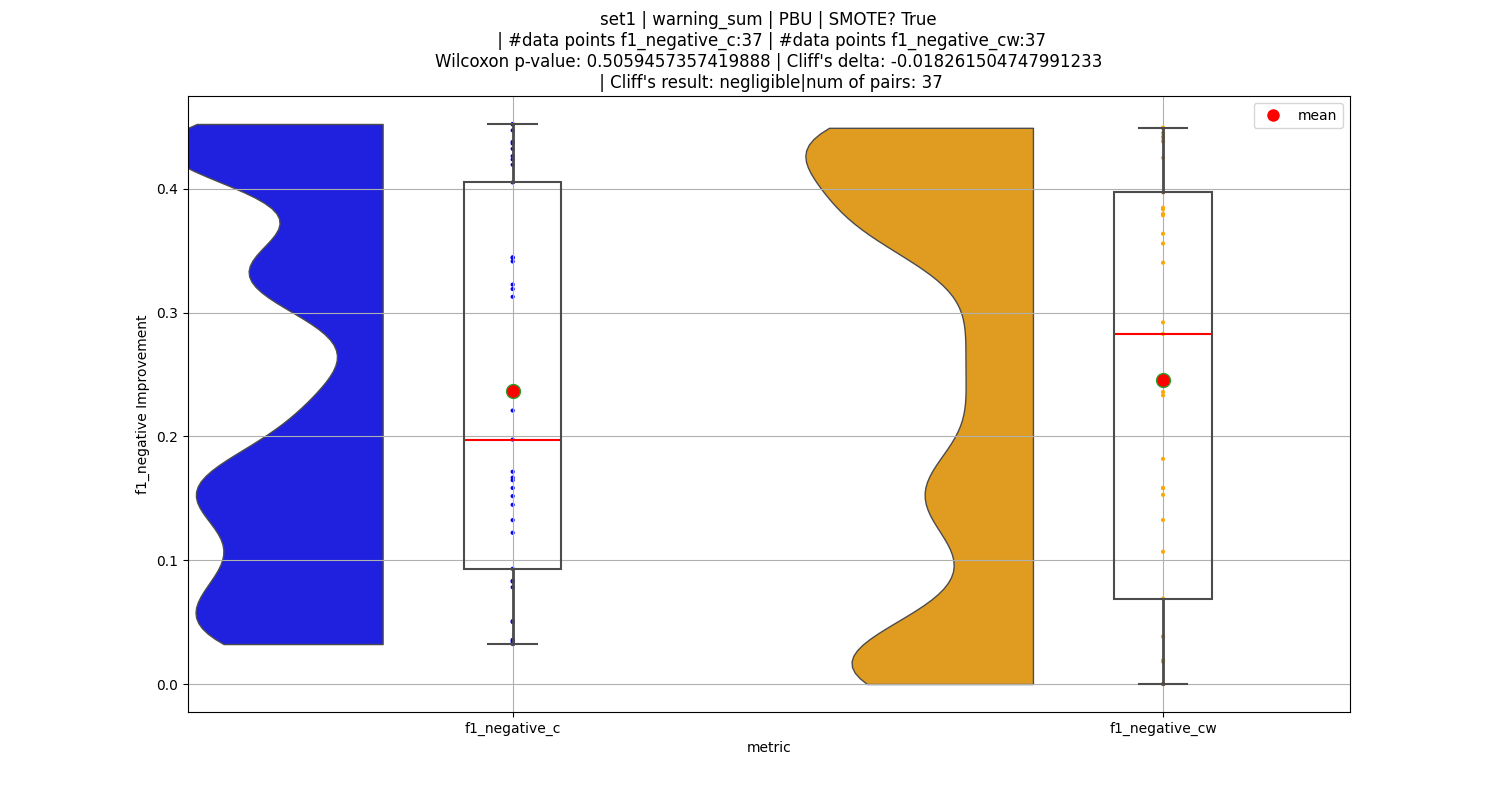 set1 | warning_sum | PBU | SMOTE? True
| #data points f1_negative_c:37 | #data points f1_negative_cw:37
Wilcoxon p-value: 0.5059457357419888 | Cliff's delta: -0.018261504747991233
| Cliff's result: negligible|num of pairs: 37
mean
0.4
0.3
0.2
0.1
0.0
f1_negative Improvement
f1_negative_c
f1_negative_cw
metric